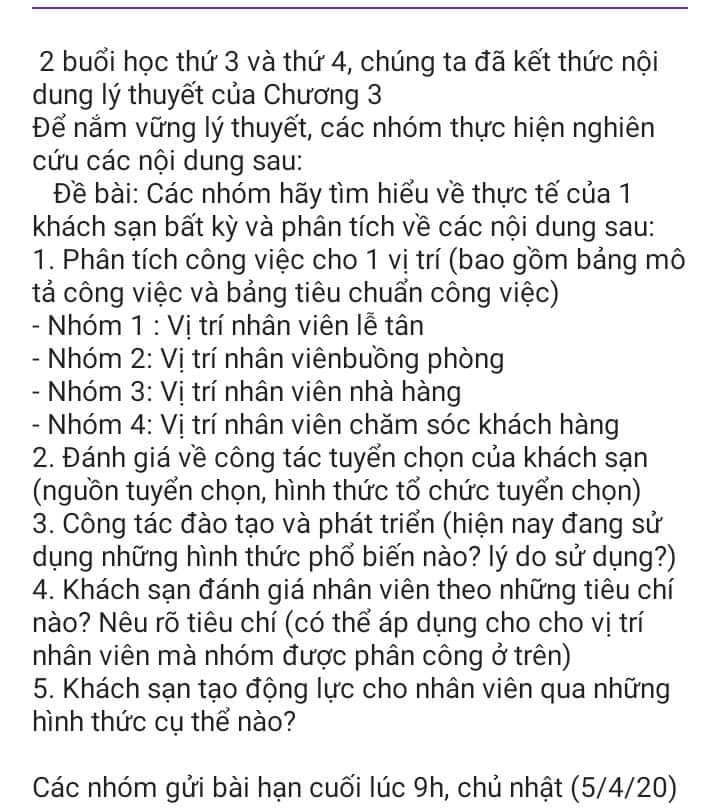 2 buổi học thứ 3 và thứ 4, chúng ta đã kết thức nội
dung lý thuyết của Chương 3
Để nắm vững lý thuyết, các nhóm thực hiện nghiên
cứu các nội dung sau:
Đề bài: Các nhóm hãy tìm hiểu về thực tế của 1
khách sạn bất kỳ và phân tích về các nội dung sau:
1. Phân tích công việc cho 1 vị trí (bao gồm bảng mô
tả công việc và bảng tiêu chuẩn công việc)
- Nhóm 1 : Vị trí nhân viên lễ tân
- Nhóm 2: Vị trí nhân viênbuồng phòng
- Nhóm 3: Vị trí nhân viên nhà hàng
- Nhóm 4: Vị trí nhân viên chăm sóc khách hàng
2. Đánh giá về công tác tuyển chọn của khách sạn
(nguồn tuyển chọn, hình thức tổ chức tuyển chọn)
3. Công tác đào tạo và phát triển (hiện nay đang sử
dụng những hình thức phổ biến nào? lý do sử dụng?)
4. Khách sạn đánh giá nhân viên theo những tiêu chí
nào? Nêu rõ tiêu chí (có thể áp dụng cho cho vị trí
nhân viên mà nhóm được phân công ở trên)
5. Khách sạn tạo động lực cho nhân viên qua những
hình thức cụ thể nào?
Các nhóm gửi bài hạn cuối lúc 9h, chủ nhật (5/4/20)